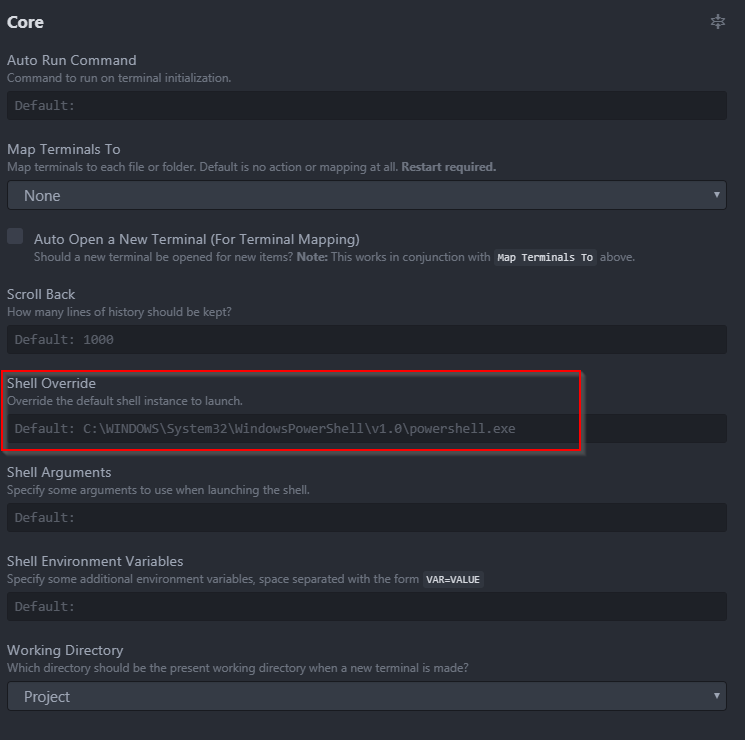 Core
Auto Run Command
Command to run on terminal initialization.
Default:
Map Terminals To
Map terminals to each file or folder. Default is no action or mapping at all. Restart required.
None
Auto Open a New Terminal (For Terminal Mapping)
Should a new terminal be opened for new items? Note: This works in conjunction with Map Terminals To above.
Scroll Back
How many lines of history should be kept?
Default: 1000
Shell Override
Override the default shell instance to launch.
Default: C:\WINDOWS\System32\WindowsPowerShell\v1.0\powershell.exe
Shell Arguments
Specify some arguments to use when launching the shell.
Default:
Shell Environment Variables
Specify some additional environment variables, space separated with the form VAR=VALUE
Default:
Working Directory
Which directory should be the present working directory when a new terminal is made?
Project